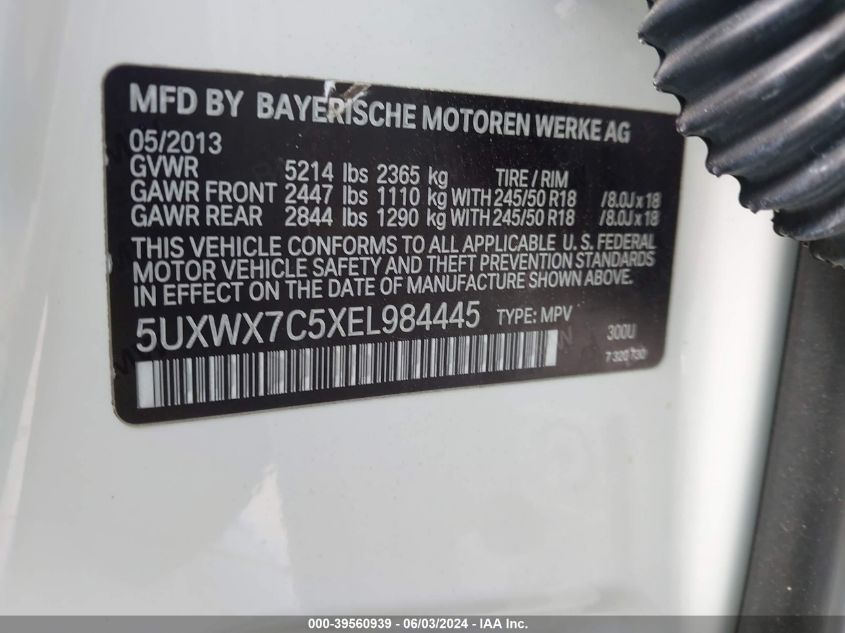 MFD BY BAYERISCHE MOTOREN WERKE AG
05/2013
GVWR 5214 lbs 2365 kg TIRE / RIM
GAWR FRONT 2447 lbs 1110 kg WITH 245/50 R18 /8.0J x 18
GAWR REAR 2844 lbs 1290 kg WITH 245/50 R18 /8.0J x 18
THIS VEHICLE CONFORMS TO ALL APPLICABLE U. S. FEDERAL
MOTOR VEHICLE SAFETY AND THEFT PREVENTION STANDARDS
IN EFFECT ON THE DATE OF MANUFACTURE SHOWN ABOVE.
5UXWX7C5XEL984445 TYPE: MPV
300U
7 320 730
000-39560939 - 06/03/2024 - IAA Inc.